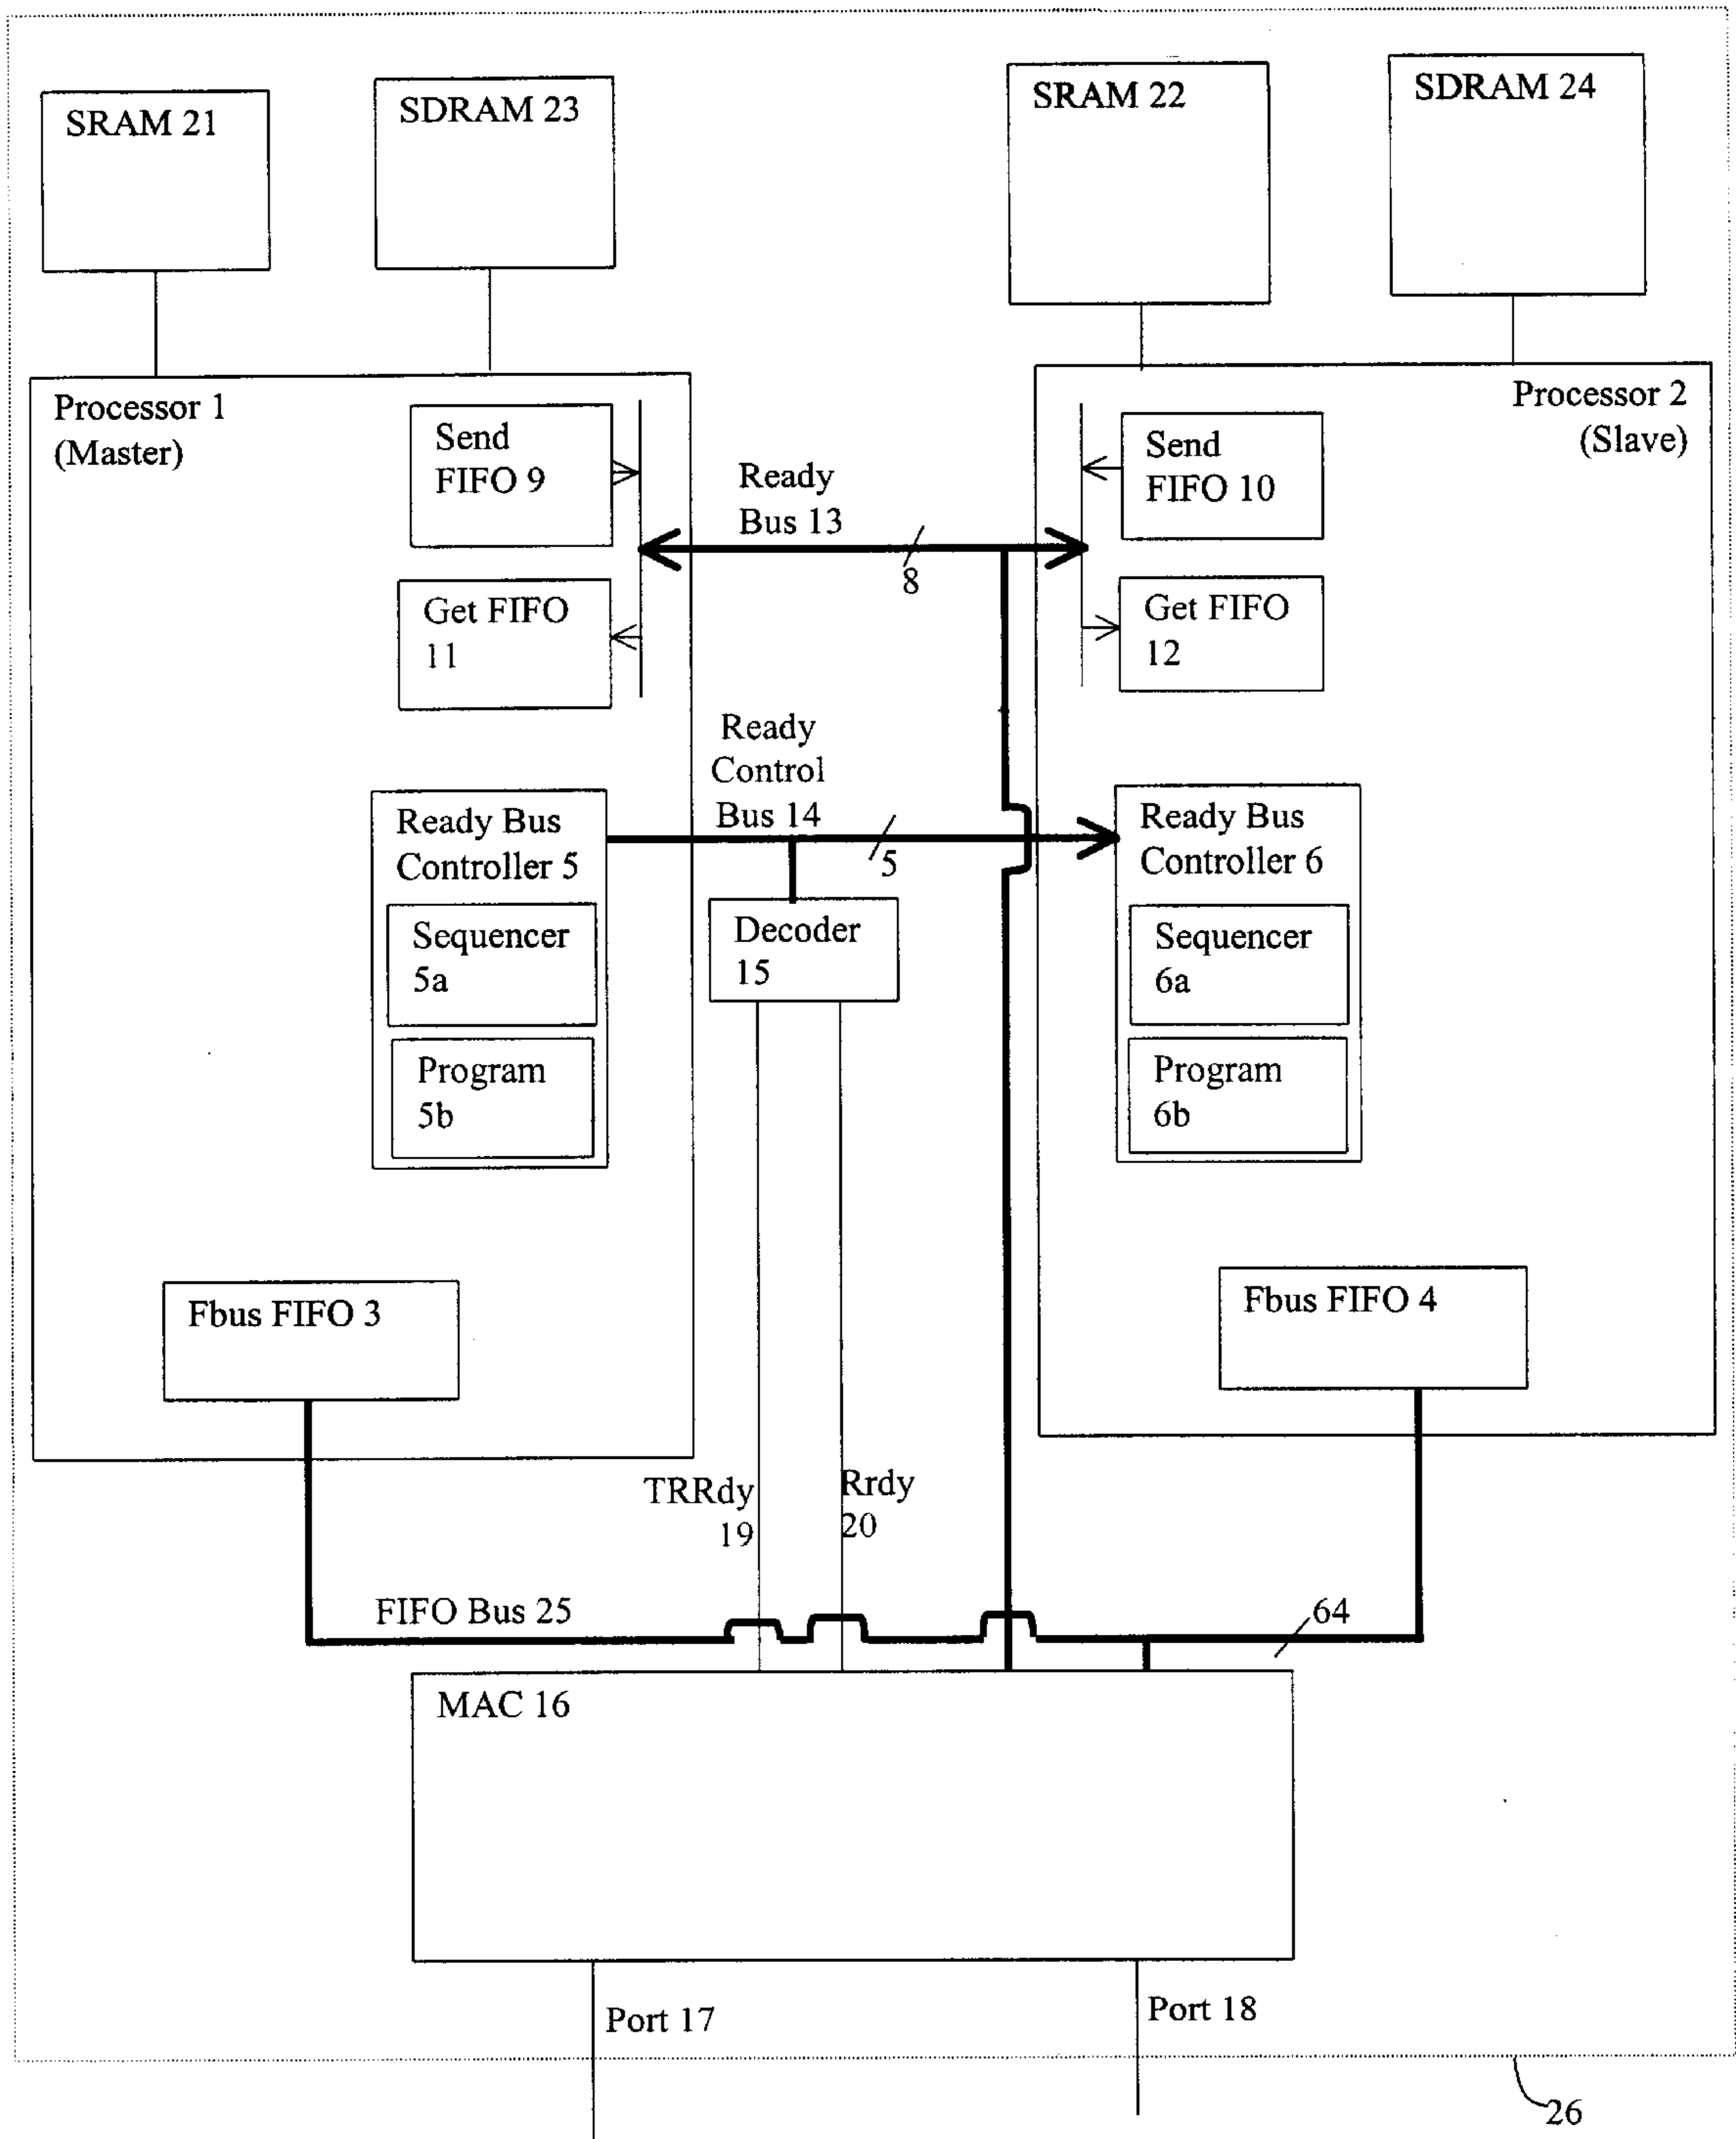 SRAM 21
SDRAM 23
SRAM 22
SDRAM 24
Processor 1
(Master)
Send
FIFO 9
Get FIFO
11
Ready
Bus 13
8
Processor 2
(Slave)
Send
FIFO 10
Get FIFO
12
Ready
Control
Bus 14
5
Ready Bus
Controller 5
Sequencer
5a
Program
5b
Decoder
15
Ready Bus
Controller 6
Sequencer
6a
Program
6b
Fbus FIFO 3
Fbus FIFO 4
TRRdy
19
Rrdy
20
FIFO Bus 25
64
MAC 16
Port 17
Port 18
26